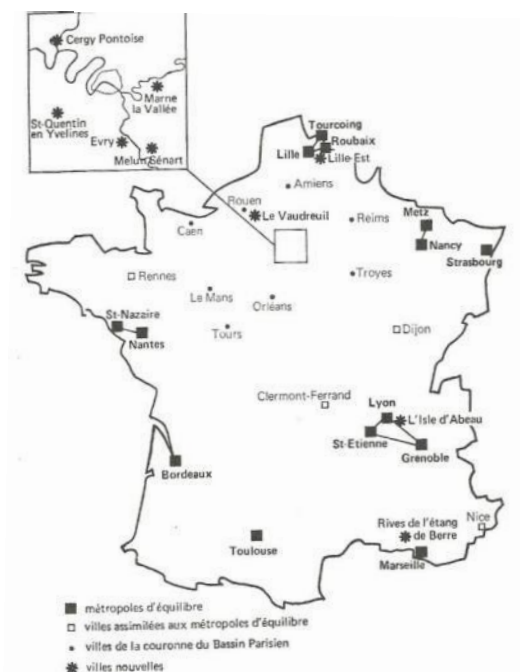 Cergy Pontoise
Marne
la Vallée
St-Quentin
en Yvelines
Evry
Melun Sénart
Tourcoing
Roubaix
Lille
Lille-Est
Amiens
Rouen
Le Vaudreuil
Caen
Reims
Metz
Nancy
Strasbourg
Rennes
Troyes
Le Mans
Orléans
St-Nazaire
Nantes
Tours
Dijon
Clermont-Ferrand
Lyon
L'Isle d'Abeau
St-Etienne
Grenoble
Bordeaux
Nice
Rives de l'étang
de Berre
Toulouse
Marseille
métropoles d'équilibre
villes assimilées aux métropoles d'équilibre
villes de la couronne du Bassin Parisien
villes nouvelles